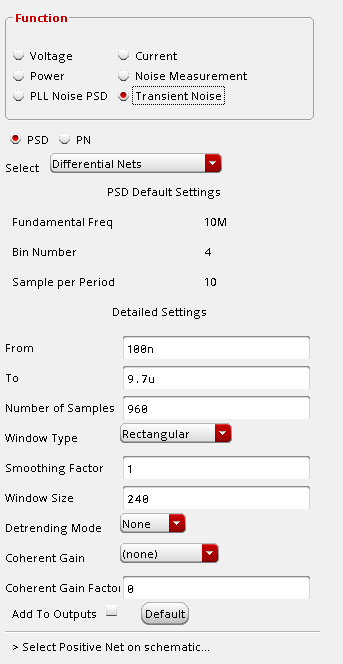 Function
Voltage Current
Power Noise Measurement
PLL Noise PSD Transient Noise
PSD PN
Select Differential Nets
PSD Default Settings
Fundamental Freq 10M
Bin Number 4
Sample per Period 10
Detailed Settings
From 100n
To 9.7u
Number of Samples 960
Window Type Rectangular
Smoothing Factor 1
Window Size 240
Detrending Mode None
Coherent Gain (none)
Coherent Gain Factor 0
Add To Outputs Default
> Select Positive Net on schematic...